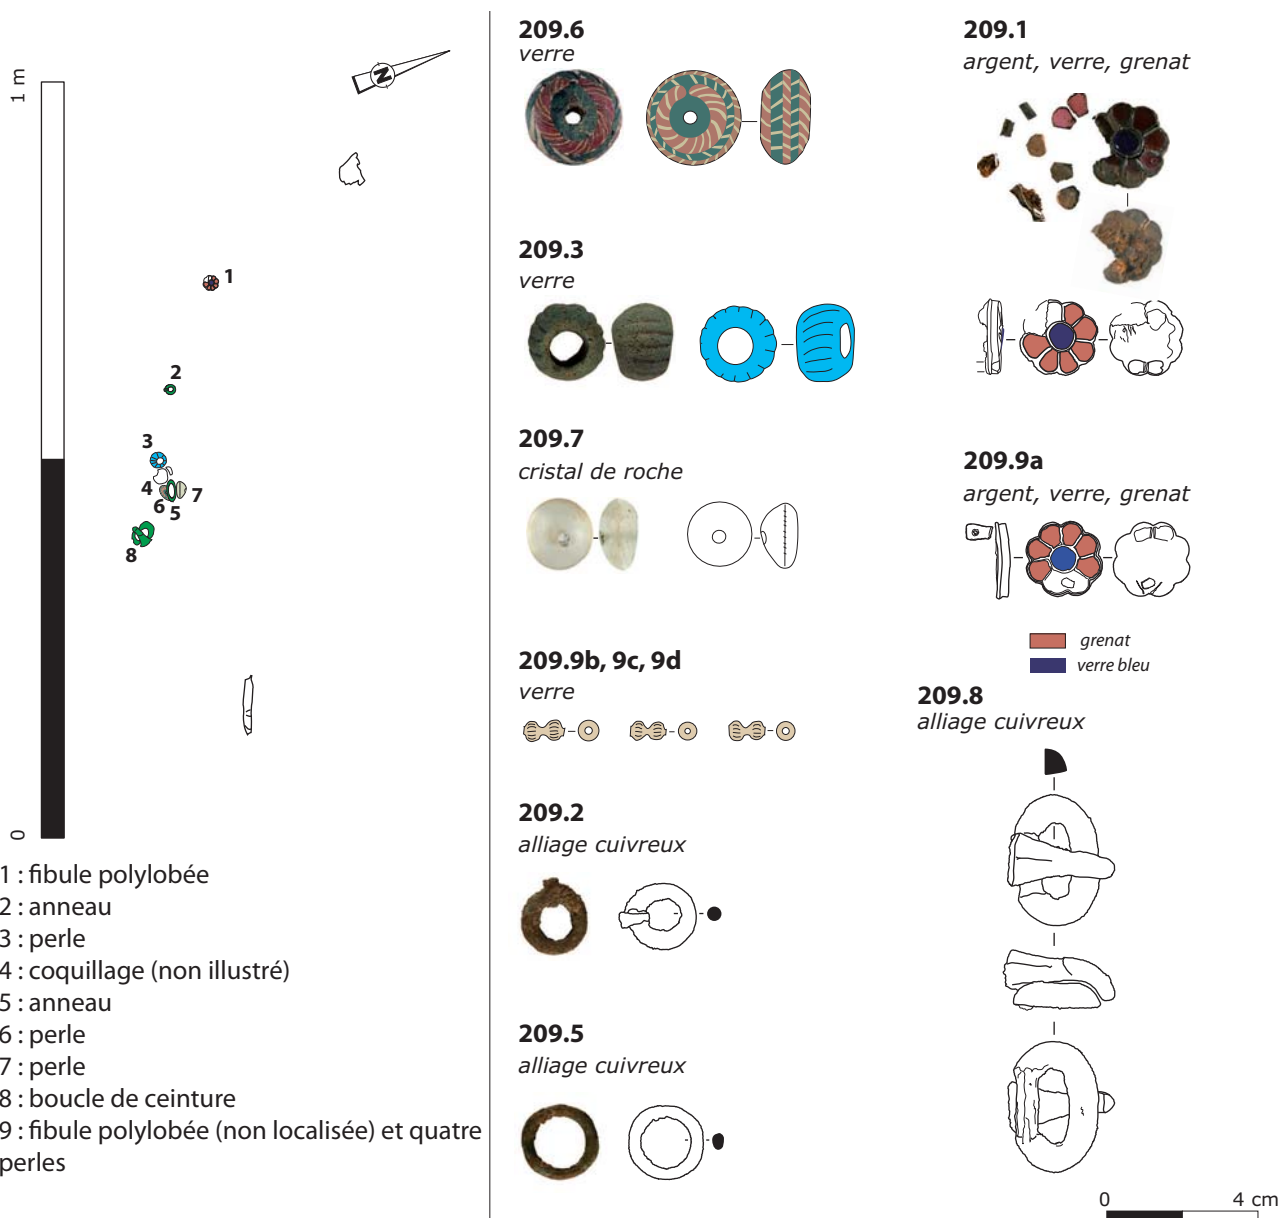 1 m
N
1
2
3
4
7
6
5
8
0
1 : fibule polylobée
2 : anneau
3 : perle
4 : coquillage (non illustré)
5 : anneau
6 : perle
7 : perle
8 : boucle de ceinture
9 : fibule polylobée (non localisée) et quatre
perles
209.6
verre
209.3
verre
209.7
cristal de roche
209.9b, 9c, 9d
verre
209.2
alliage cuivreux
209.5
alliage cuivreux
209.1
argent, verre, grenat
209.9a
argent, verre, grenat
grenat
verre bleu
209.8
alliage cuivreux
0 4 cm